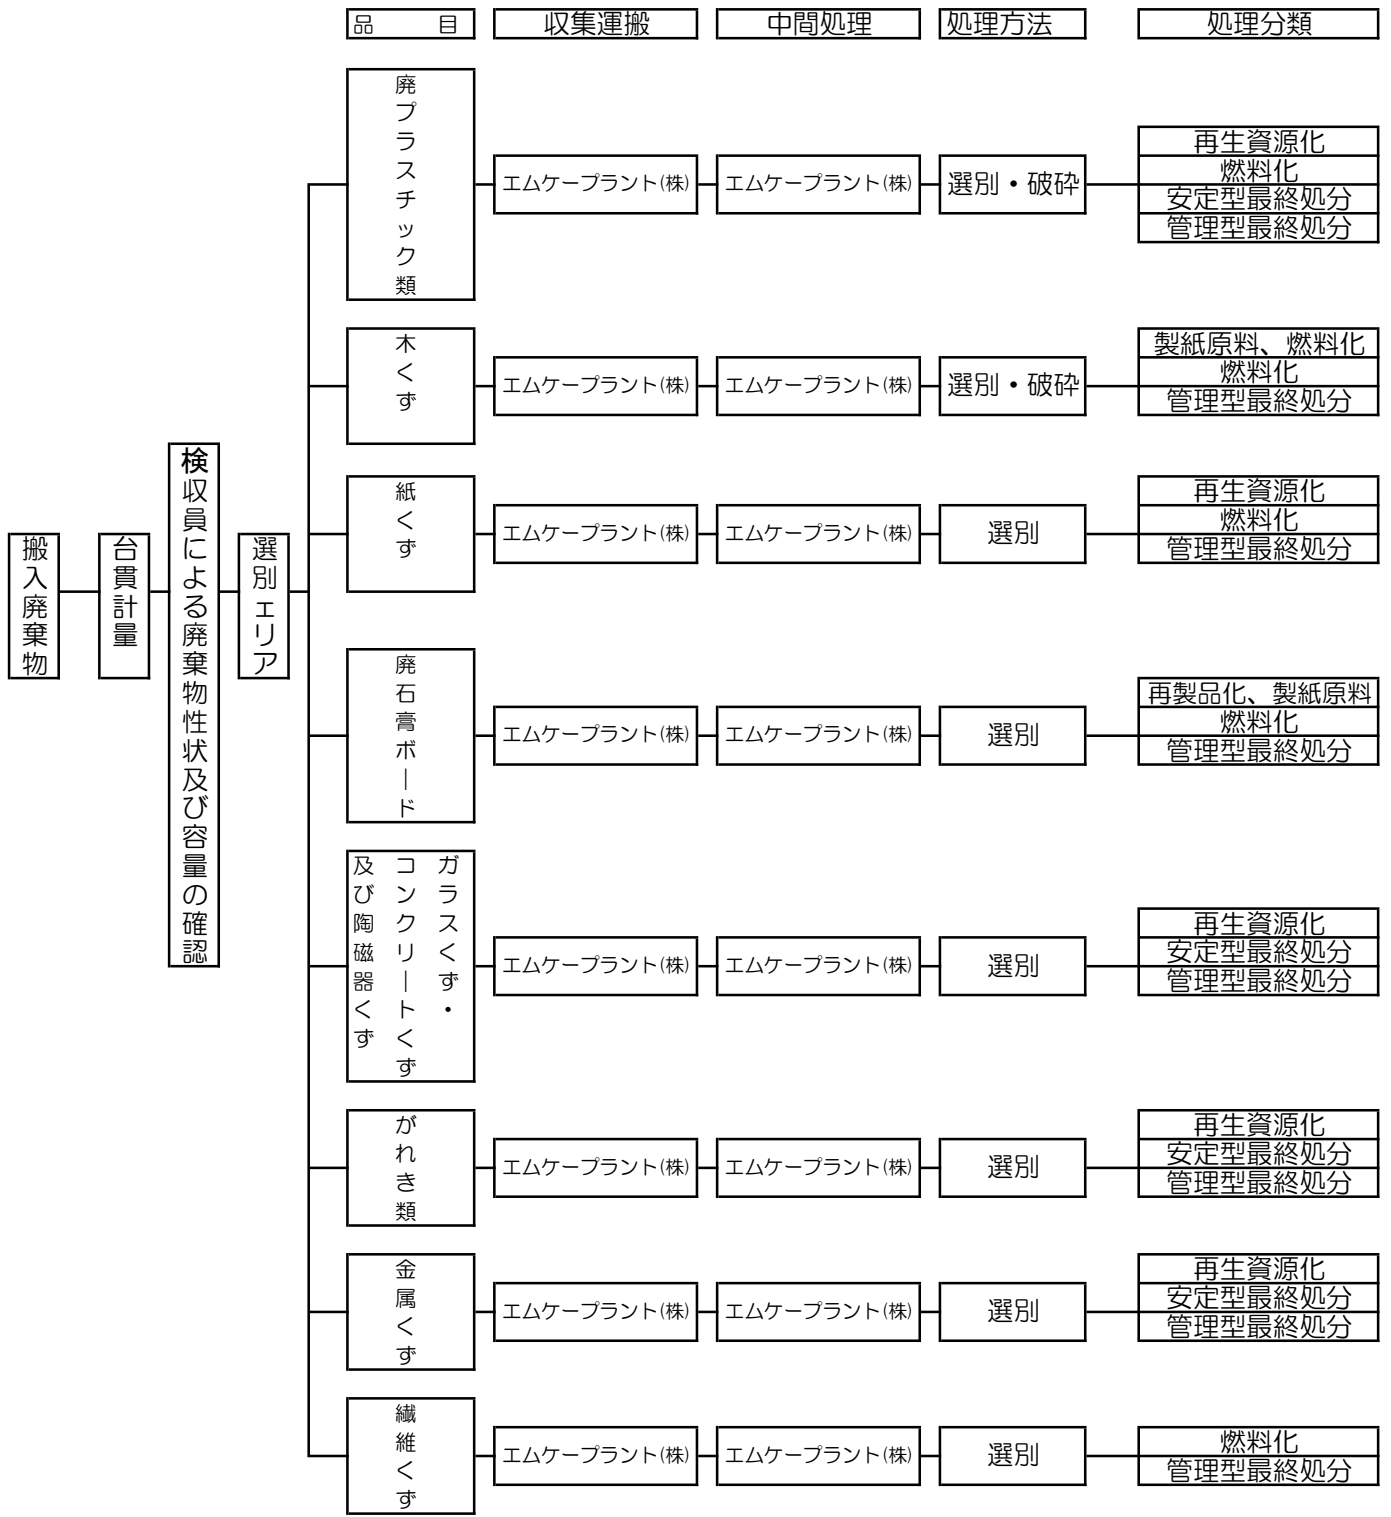 品　目
収集運搬
中間処理
処理方法
処理分類
搬入廃棄物
台貫計量
検収員による廃棄物性状及び容量の確認
選別エリア
廃プラスチック類
エムケープラント(株)
エムケープラント(株)
選別・破砕
再生資源化
燃料化
安定型最終処分
管理型最終処分
木くず
エムケープラント(株)
エムケープラント(株)
選別・破砕
製紙原料、燃料化
燃料化
管理型最終処分
紙くず
エムケープラント(株)
エムケープラント(株)
選別
再生資源化
燃料化
管理型最終処分
廃石膏ボード
エムケープラント(株)
エムケープラント(株)
選別
再製品化、製紙原料
燃料化
管理型最終処分
ガラスくず・
コンクリートくず
及び陶磁器くず
エムケープラント(株)
エムケープラント(株)
選別
再生資源化
安定型最終処分
管理型最終処分
がれき類
エムケープラント(株)
エムケープラント(株)
選別
再生資源化
安定型最終処分
管理型最終処分
金属くず
エムケープラント(株)
エムケープラント(株)
選別
再生資源化
安定型最終処分
管理型最終処分
繊維くず
エムケープラント(株)
エムケープラント(株)
選別
燃料化
管理型最終処分